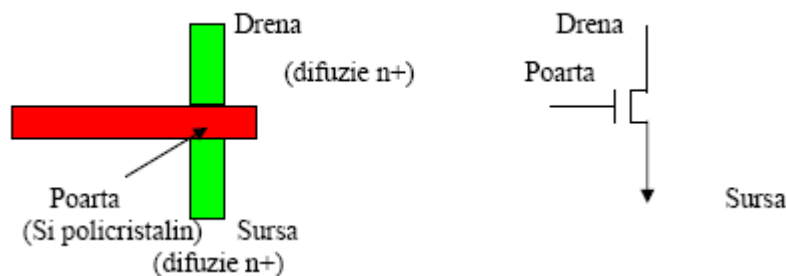 Drena
(difuzie n+)
Poarta
(Si policristalin)
Sursa
(difuzie n+)
Drena
Poarta
Sursa